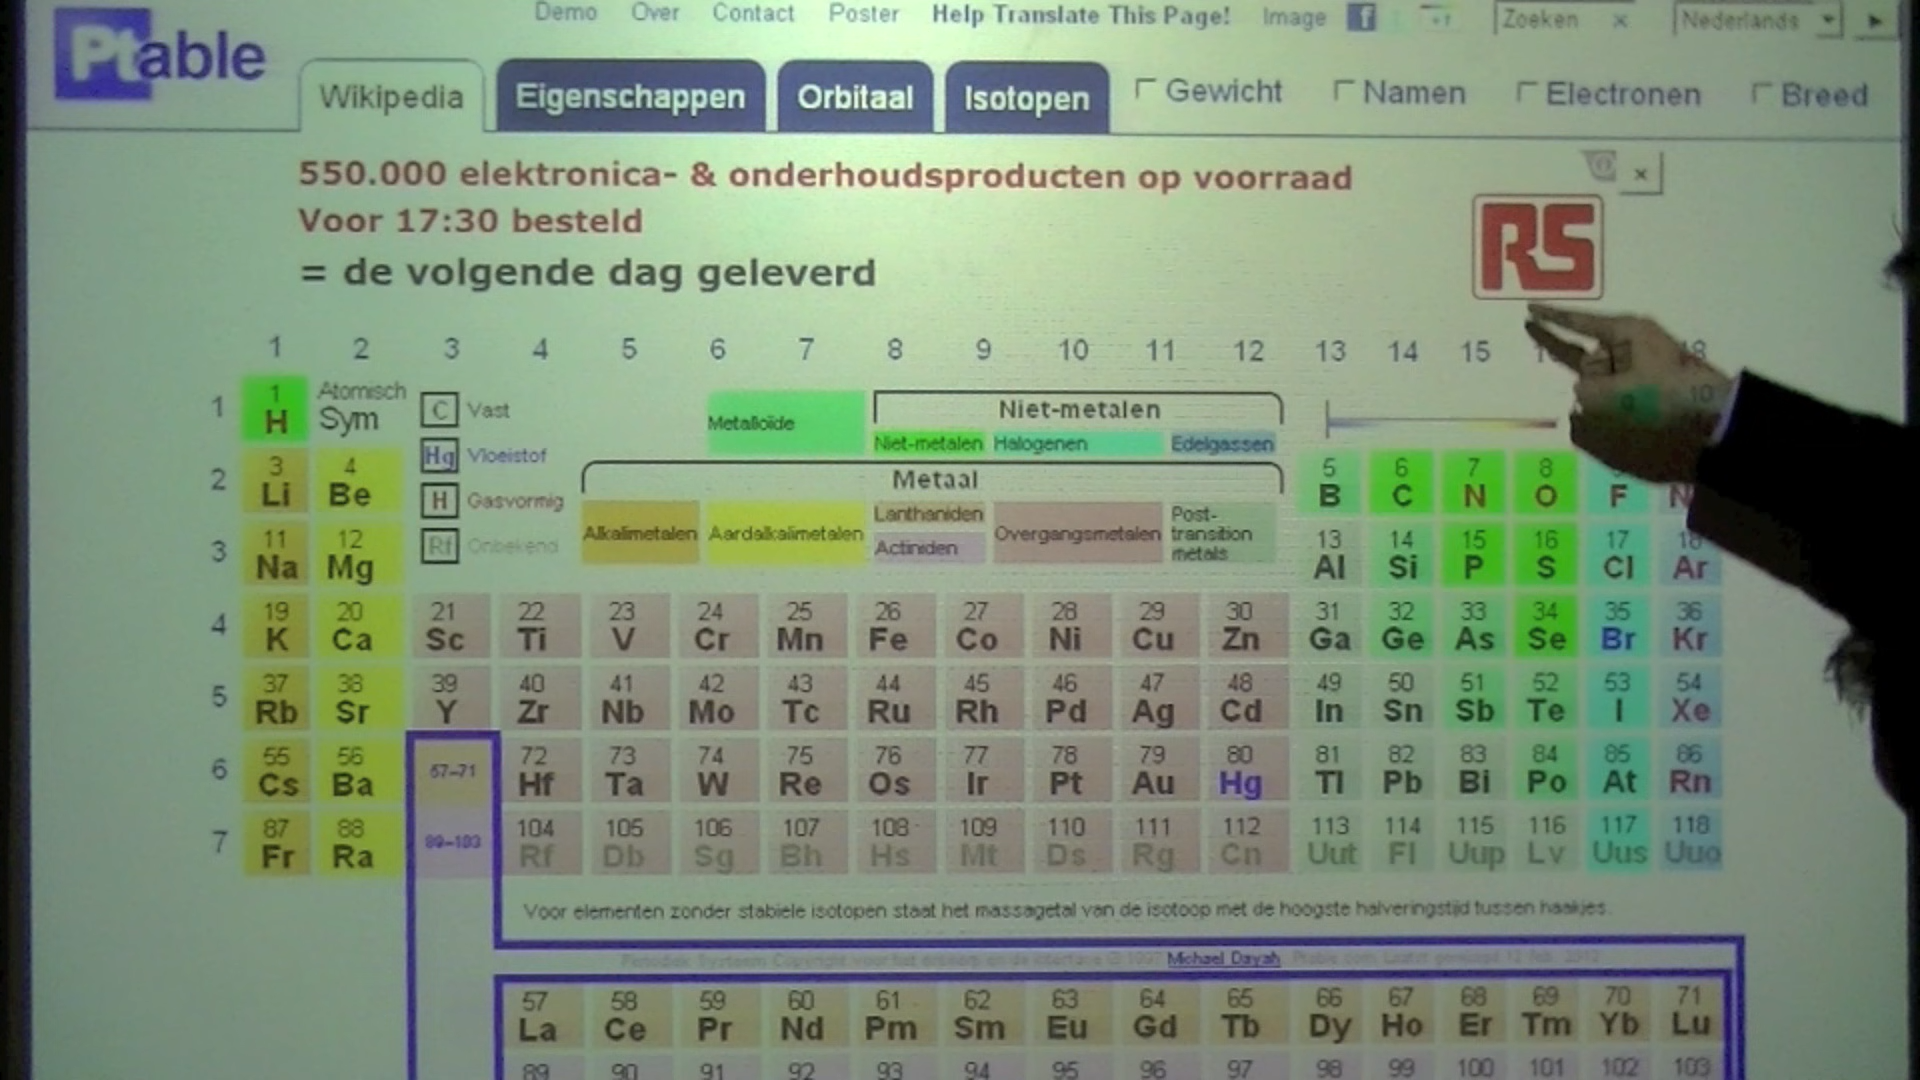 Demo Over Contact Poster Help Translate This Page! Image f +1 Zoeken × Nederlands
Ptable
Wikipedia Eigenschappen Orbitaal Isotopen Gewicht Namen Electronen Breed
550.000 elektronica- & onderhoudsproducten op voorraad
Voor 17:30 besteld
= de volgende dag geleverd
RS
1 2 3 4 5 6 7 8 9 10 11 12 13 14 15 18
1 1 Atomisch 10
H Sym C Vast Metalloïde Niet-metalen
Niet-metalen Halogenen Edelgassen
Hg Vloeistof Metaal
2 3 4 5 6 7 8
Li Be H Gasvormig B C N O F N
Alkalimetalen Aardalkalimetalen Lanthaniden Actiniden Overgangsmetalen Post-transition metals
Rf Onbekend
3 11 12 13 14 15 16 17 18
Na Mg Al Si P S Cl Ar
4 19 20 21 22 23 24 25 26 27 28 29 30 31 32 33 34 35 36
K Ca Sc Ti V Cr Mn Fe Co Ni Cu Zn Ga Ge As Se Br Kr
5 37 38 39 40 41 42 43 44 45 46 47 48 49 50 51 52 53 54
Rb Sr Y Zr Nb Mo Tc Ru Rh Pd Ag Cd In Sn Sb Te I Xe
6 55 56 57–71 72 73 74 75 76 77 78 79 80 81 82 83 84 85 86
Cs Ba Hf Ta W Re Os Ir Pt Au Hg Tl Pb Bi Po At Rn
7 87 88 89–103 104 105 106 107 108 109 110 111 112 113 114 115 116 117 118
Fr Ra Rf Db Sg Bh Hs Mt Ds Rg Cn Uut Fl Uup Lv Uus Uuo
Voor elementen zonder stabiele isotopen staat het massagetal van de isotoop met de hoogste halveringstijd tussen haakjes.
Periodiek Systeem Copyright voor het ontwerp en de interface © 1997 Michael Dayah Ptable.com
57 58 59 60 61 62 63 64 65 66 67 68 69 70 71
La Ce Pr Nd Pm Sm Eu Gd Tb Dy Ho Er Tm Yb Lu
89 90 91 92 93 94 95 96 97 98 99 100 101 102 103